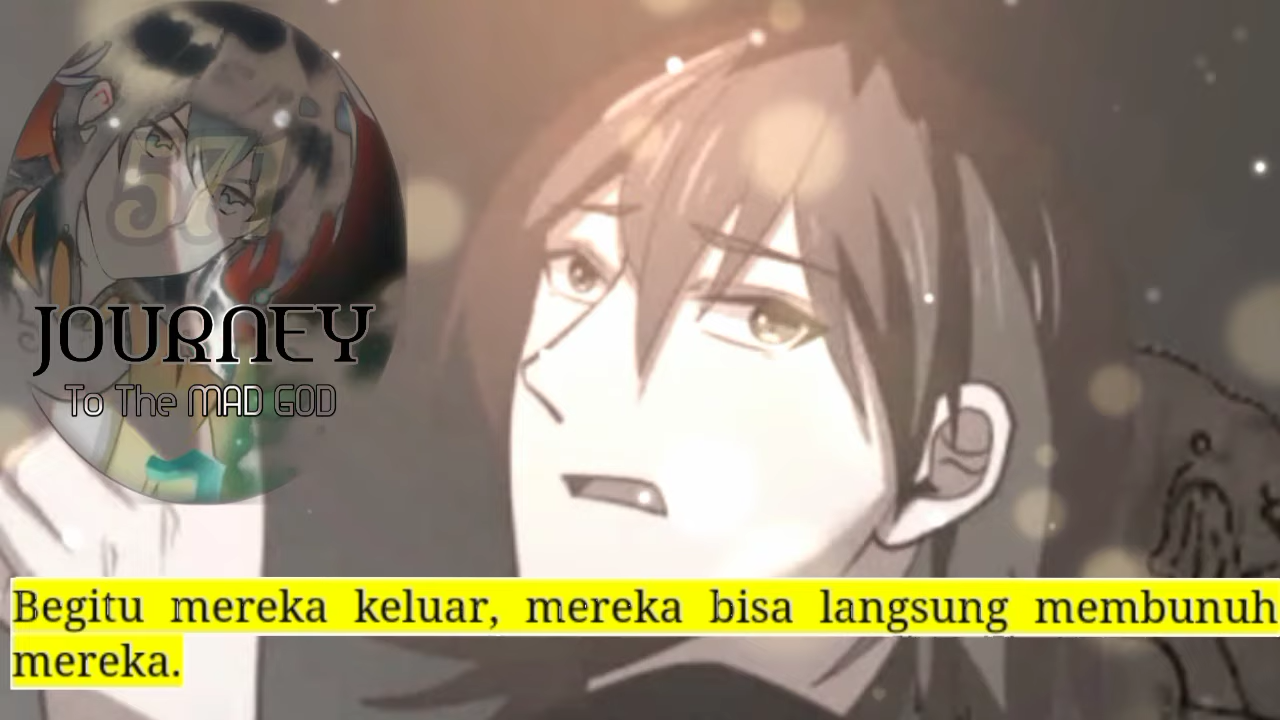 JOURNEY
To The MAD GOD
Begitu mereka keluar, mereka bisa langsung membunuh
mereka.